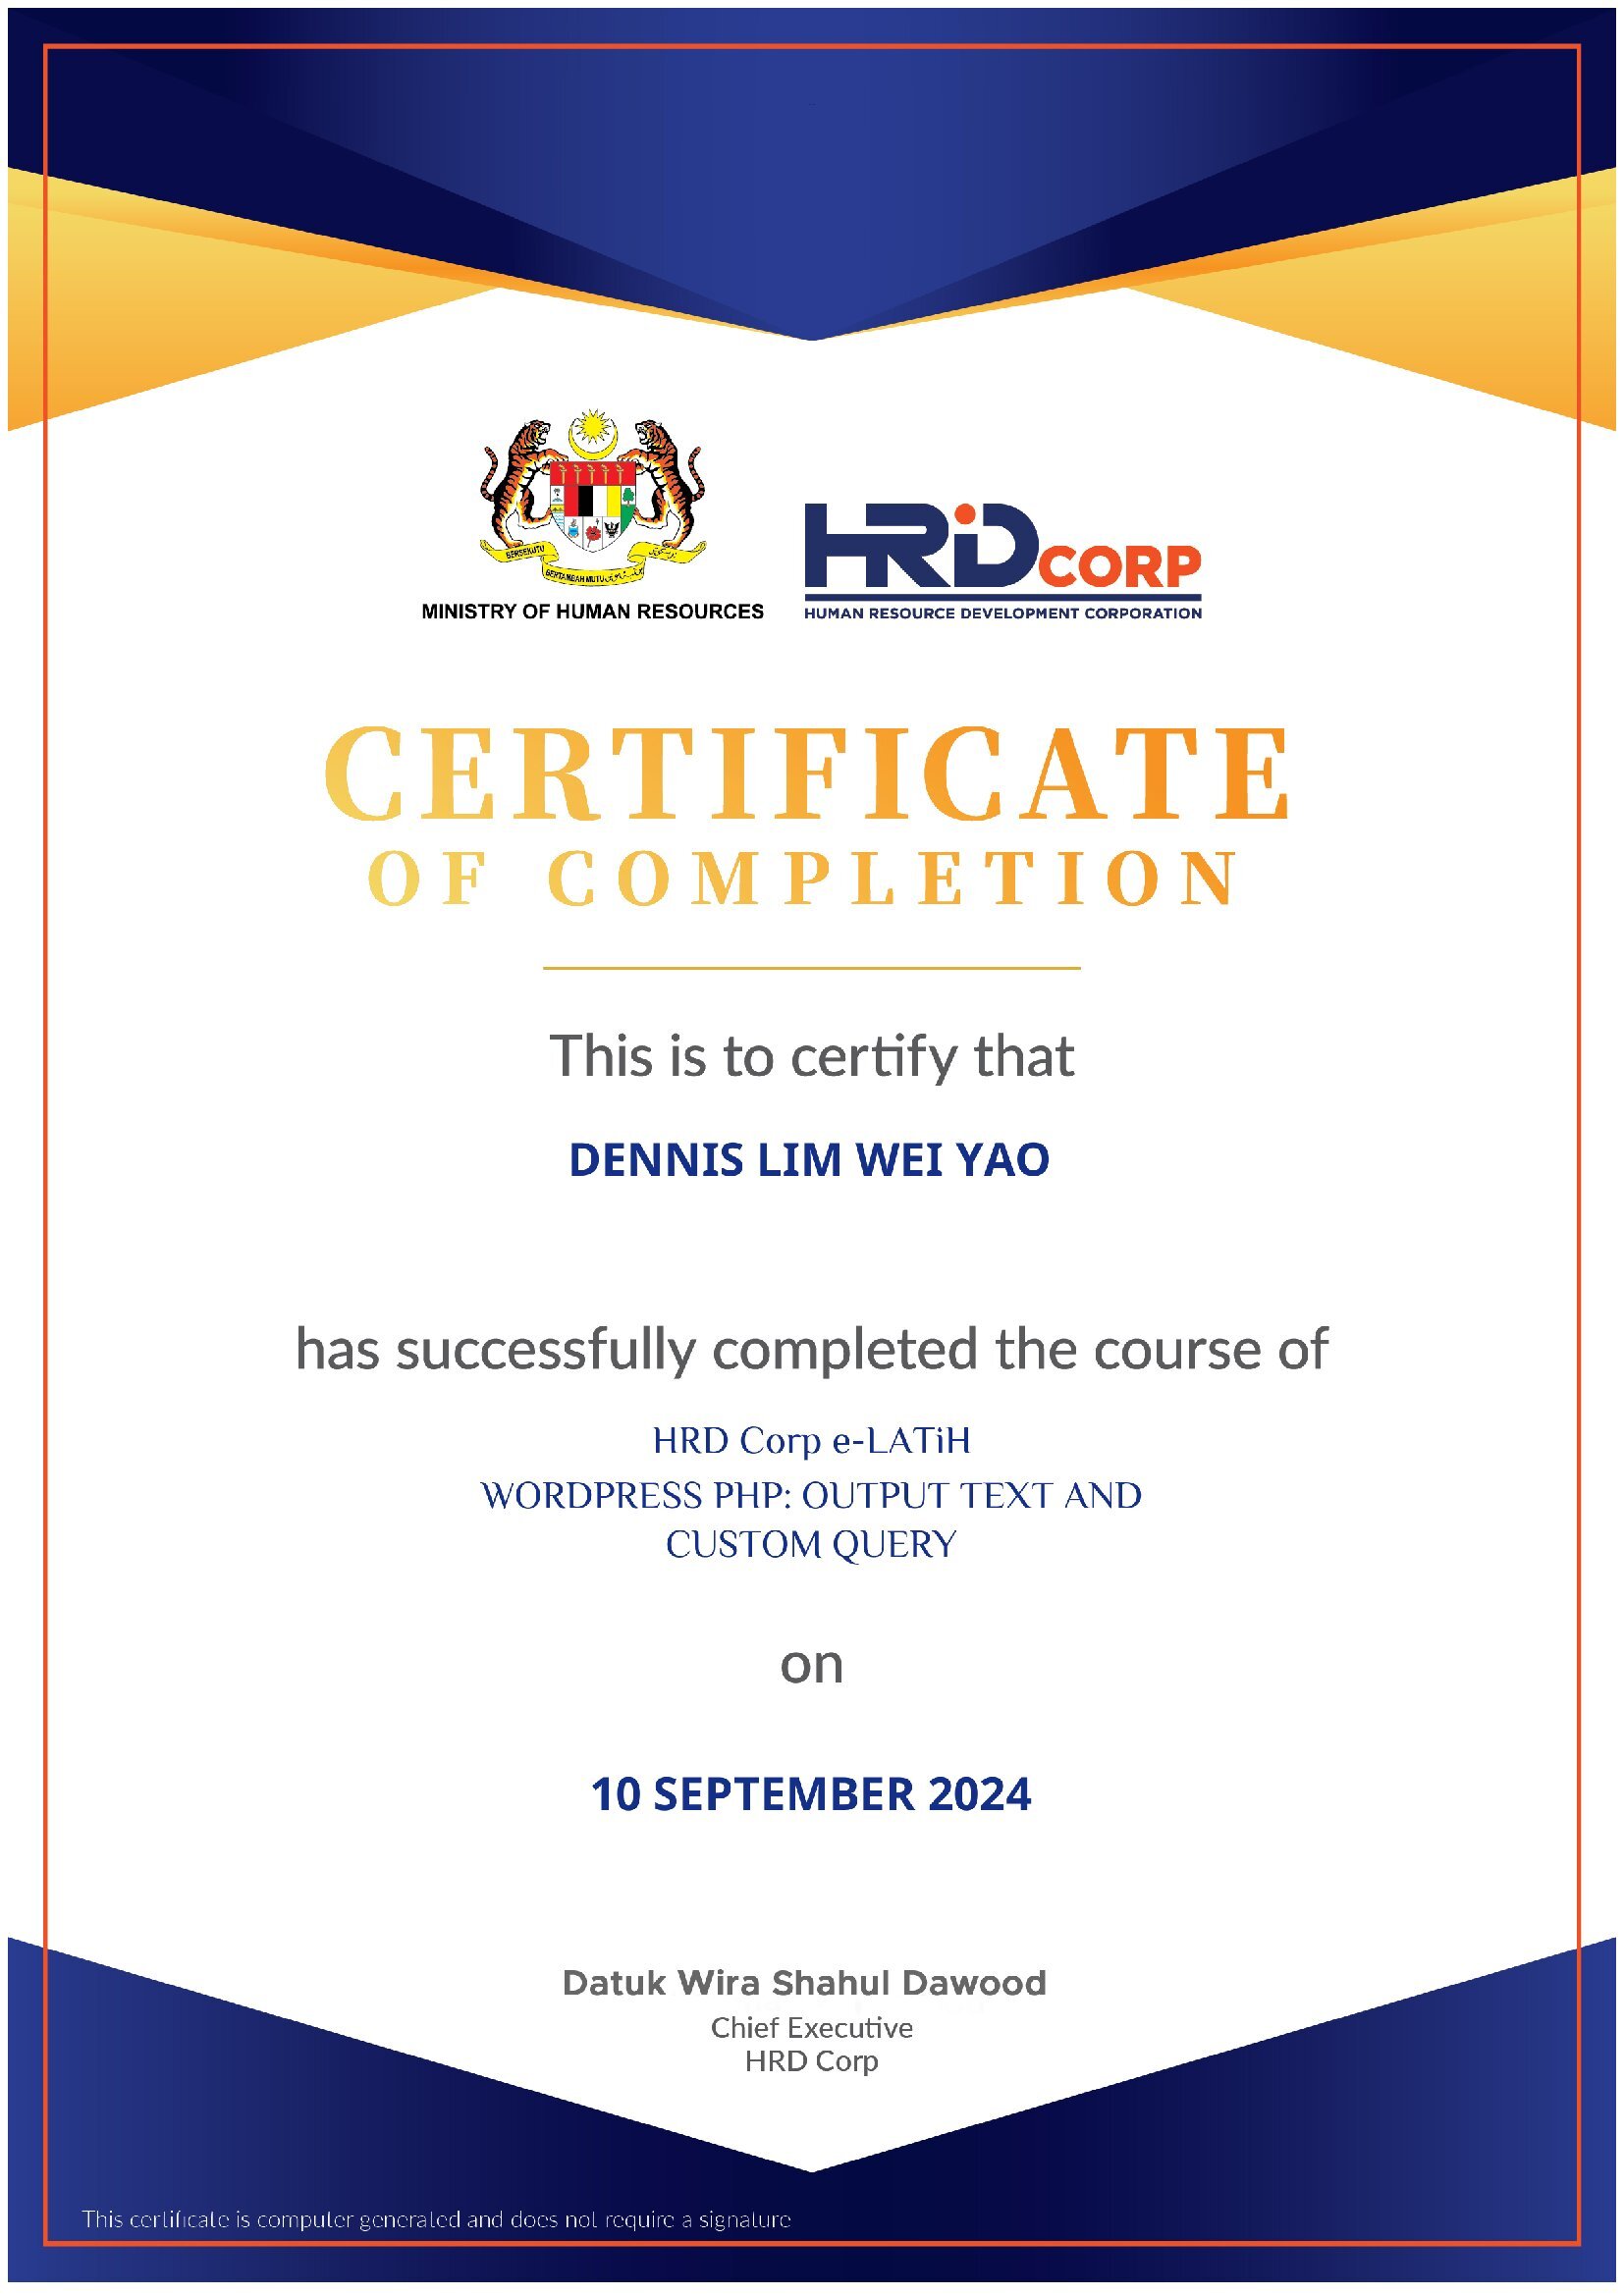 BERSEKUTU
BERTAMBAH MUTU
MINISTRY OF HUMAN RESOURCES
HRD CORP
HUMAN RESOURCE DEVELOPMENT CORPORATION
CERTIFICATE
OF COMPLETION
This is to certify that
DENNIS LIM WEI YAO
has successfully completed the course of
HRD Corp e-LATiH
WORDPRESS PHP: OUTPUT TEXT AND
CUSTOM QUERY
on
10 SEPTEMBER 2024
Datuk Wira Shahul Dawood
Chief Executive
HRD Corp
This certificate is computer generated and does not require a signature